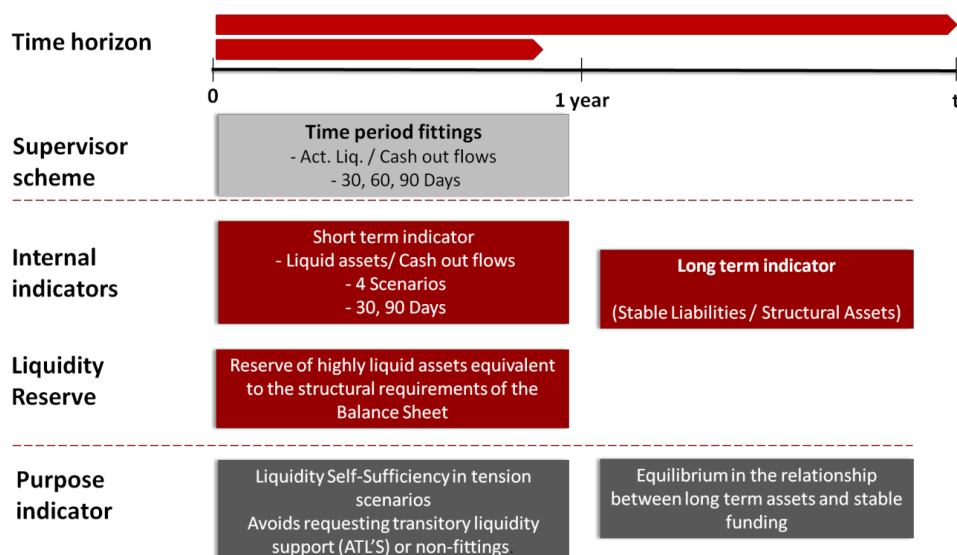 Time horizon
0
1 year
t
Supervisor
scheme
Time period fittings
- Act. Liq. / Cash out flows
- 30, 60, 90 Days
Internal
indicators
Short term indicator
- Liquid assets/ Cash out flows
- 4 Scenarios
- 30, 90 Days
Long term indicator
(Stable Liabilities / Structural Assets)
Liquidity
Reserve
Reserve of highly liquid assets equivalent
to the structural requirements of the
Balance Sheet
Purpose
indicator
Liquidity Self-Sufficiency in tension
scenarios
Avoids requesting transitory liquidity
support (ATL'S) or non-fittings.
Equilibrium in the relationship
between long term assets and stable
funding